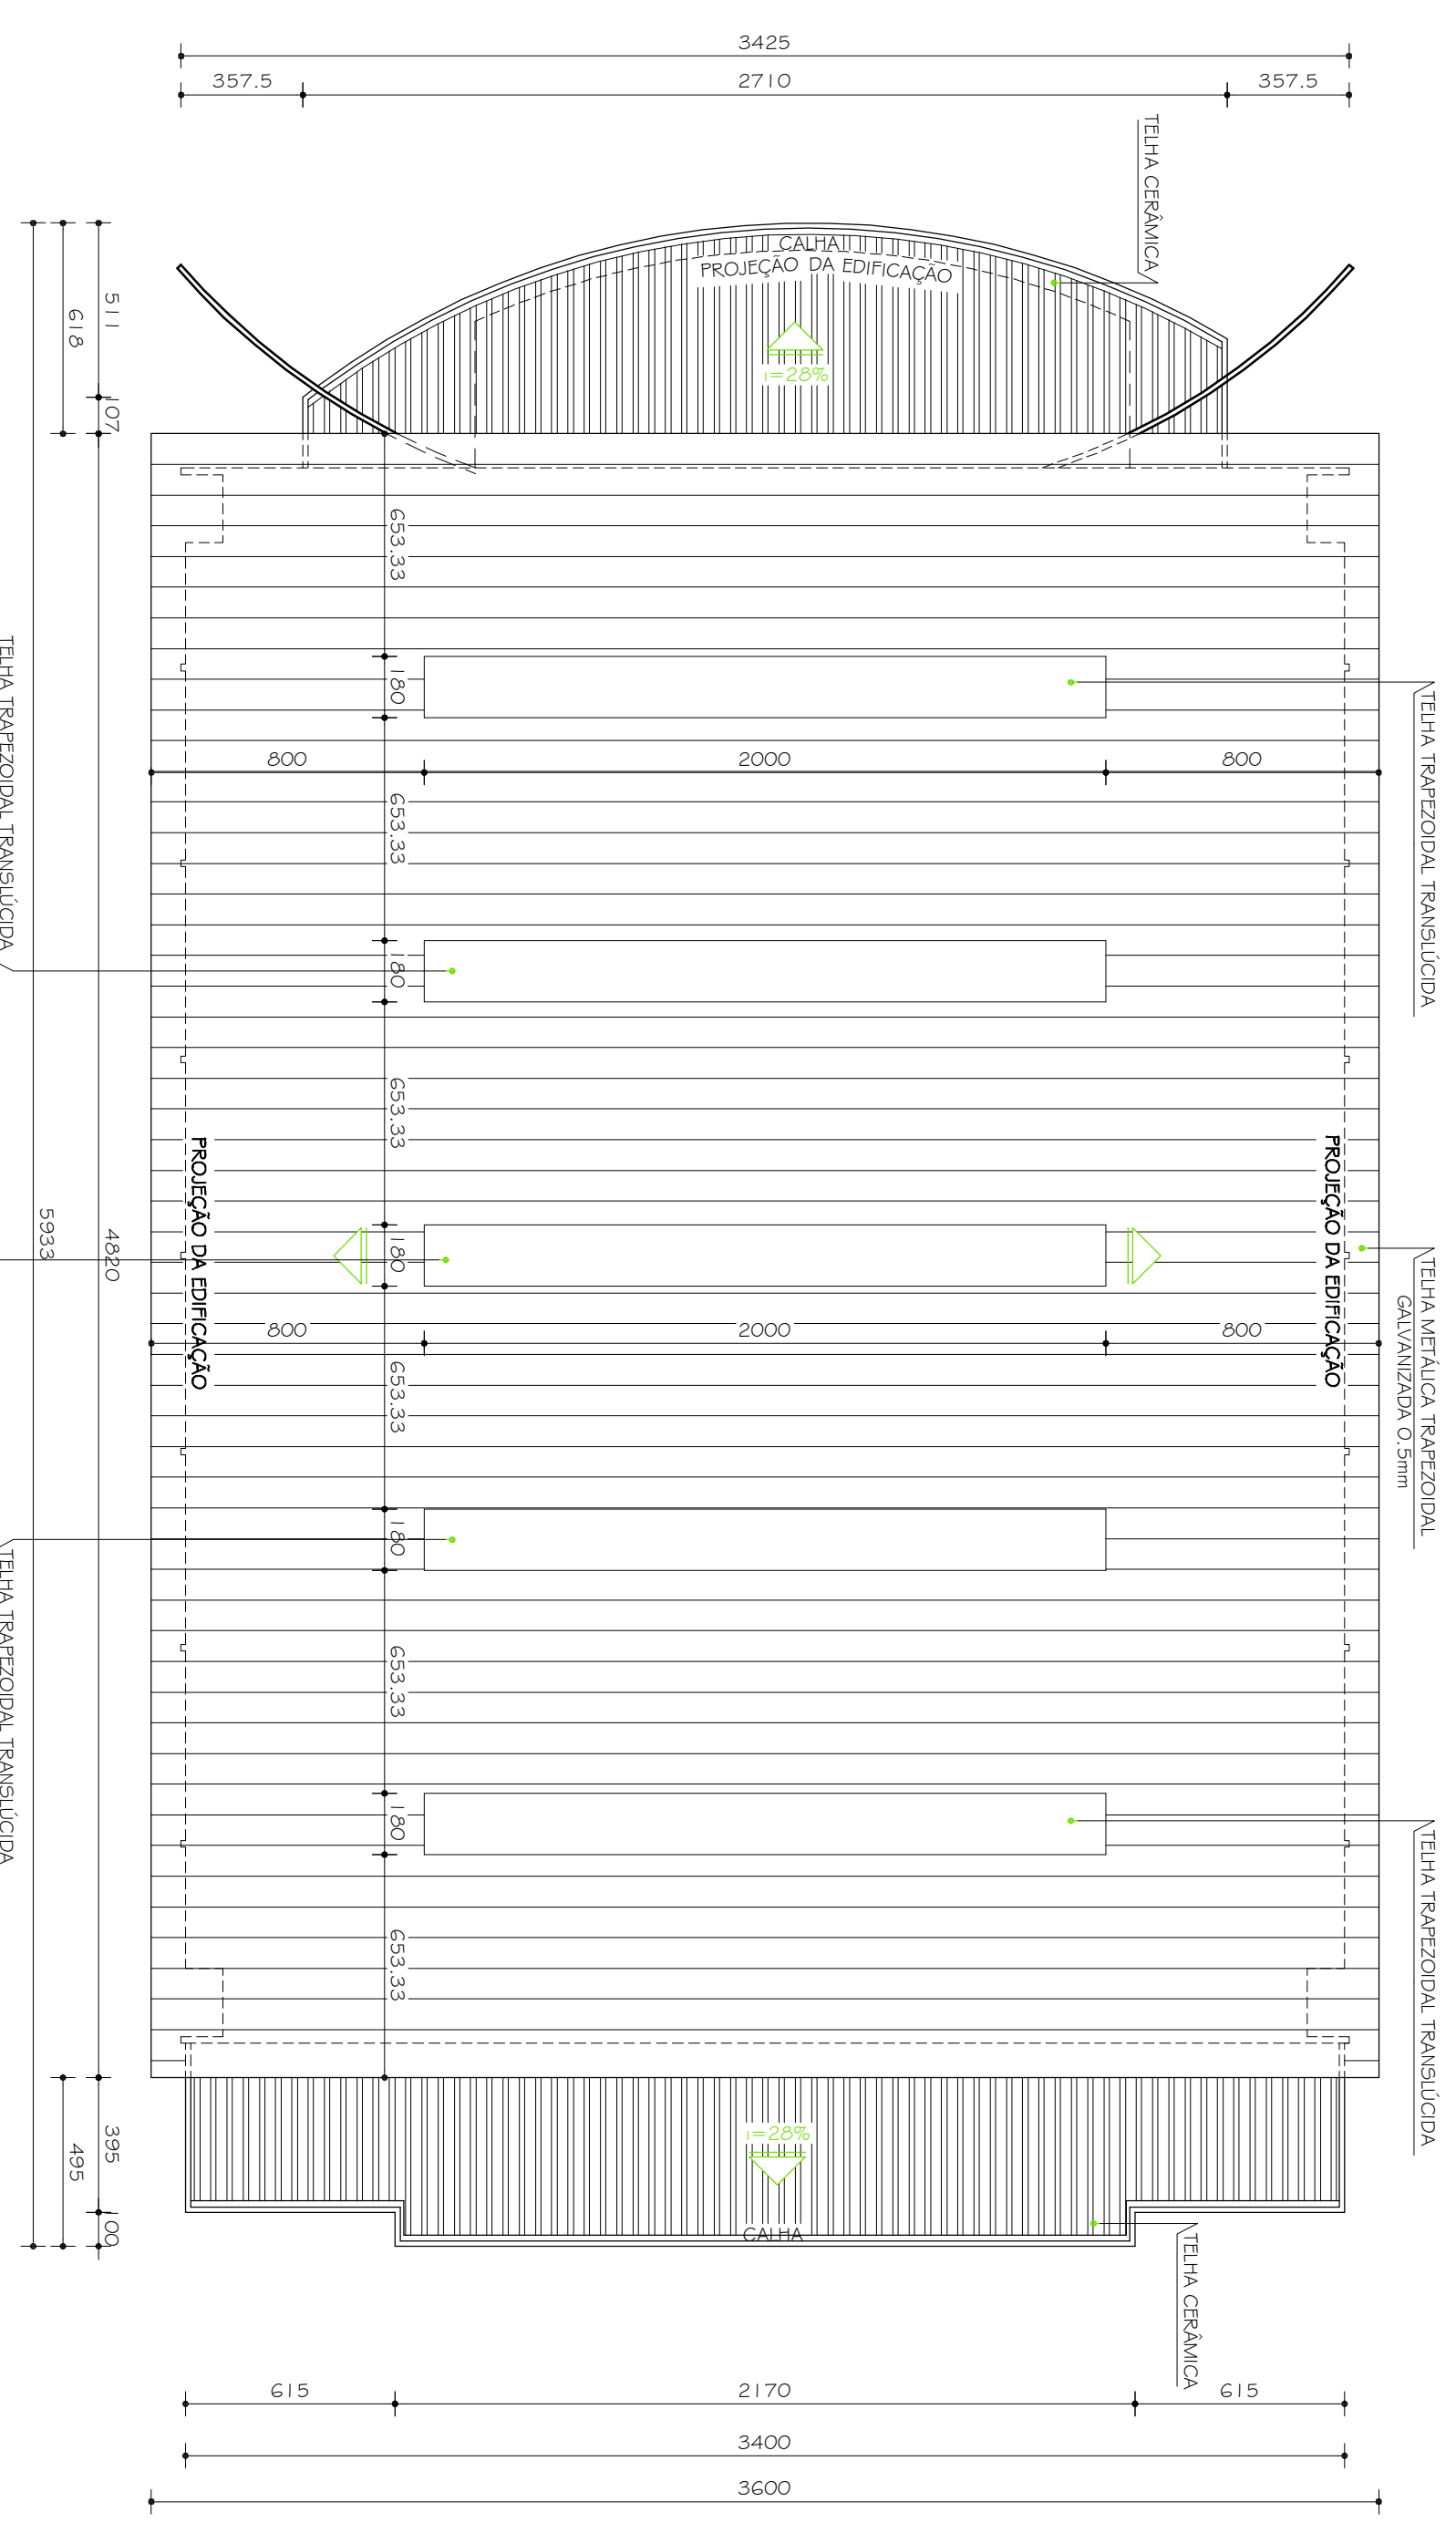 3425
357.5
2710
357.5
TELHA CERÂMICA
CALHA
PROJEÇÃO DA EDIFICAÇÃO
i=28%
511
618
107
653.33
180
TELHA TRAPEZOIDAL TRANSLÚCIDA
TELHA TRAPEZOIDAL TRANSLÚCIDA
800
2000
800
653.33
180
653.33
PROJEÇÃO DA EDIFICAÇÃO
PROJEÇÃO DA EDIFICAÇÃO
5933
4820
180
TELHA METÁLICA TRAPEZOIDAL
GALVANIZADA 0.5mm
800
2000
800
653.33
180
TELHA TRAPEZOIDAL TRANSLÚCIDA
653.33
180
TELHA TRAPEZOIDAL TRANSLÚCIDA
653.33
395
495
100
i=28%
CALHA
TELHA CERÂMICA
615
2170
615
3400
3600